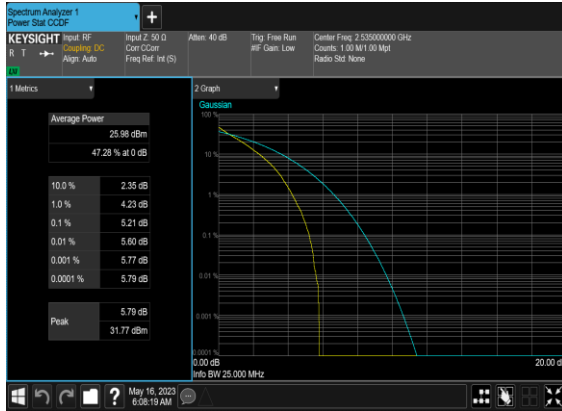 Spectrum Analyzer 1
Power Stat CCDF
KEYSIGHT
R T
LU
Input: RF
Coupling: DC
Align: Auto
Input Z: 50 Ω
Corr CCorr
Freq Ref: Int (S)
Atten: 40 dB
Trig: Free Run
#IF Gain: Low
Center Freq: 2.535000000 GHz
Counts: 1.00 M/1.00 Mpt
Radio Std: None
1 Metrics
Average Power
25.98 dBm
47.28 % at 0 dB
10.0 % 2.35 dB
1.0 % 4.23 dB
0.1 % 5.21 dB
0.01 % 5.60 dB
0.001 % 5.77 dB
0.0001 % 5.79 dB
Peak
5.79 dB
31.77 dBm
2 Graph
Gaussian
100 %
10 %
1 %
0.1 %
0.01 %
0.001 %
0.0001 %
0.00 dB
20.00 d
Info BW 25.000 MHz
?
May 16, 2023
6:08:19 AM